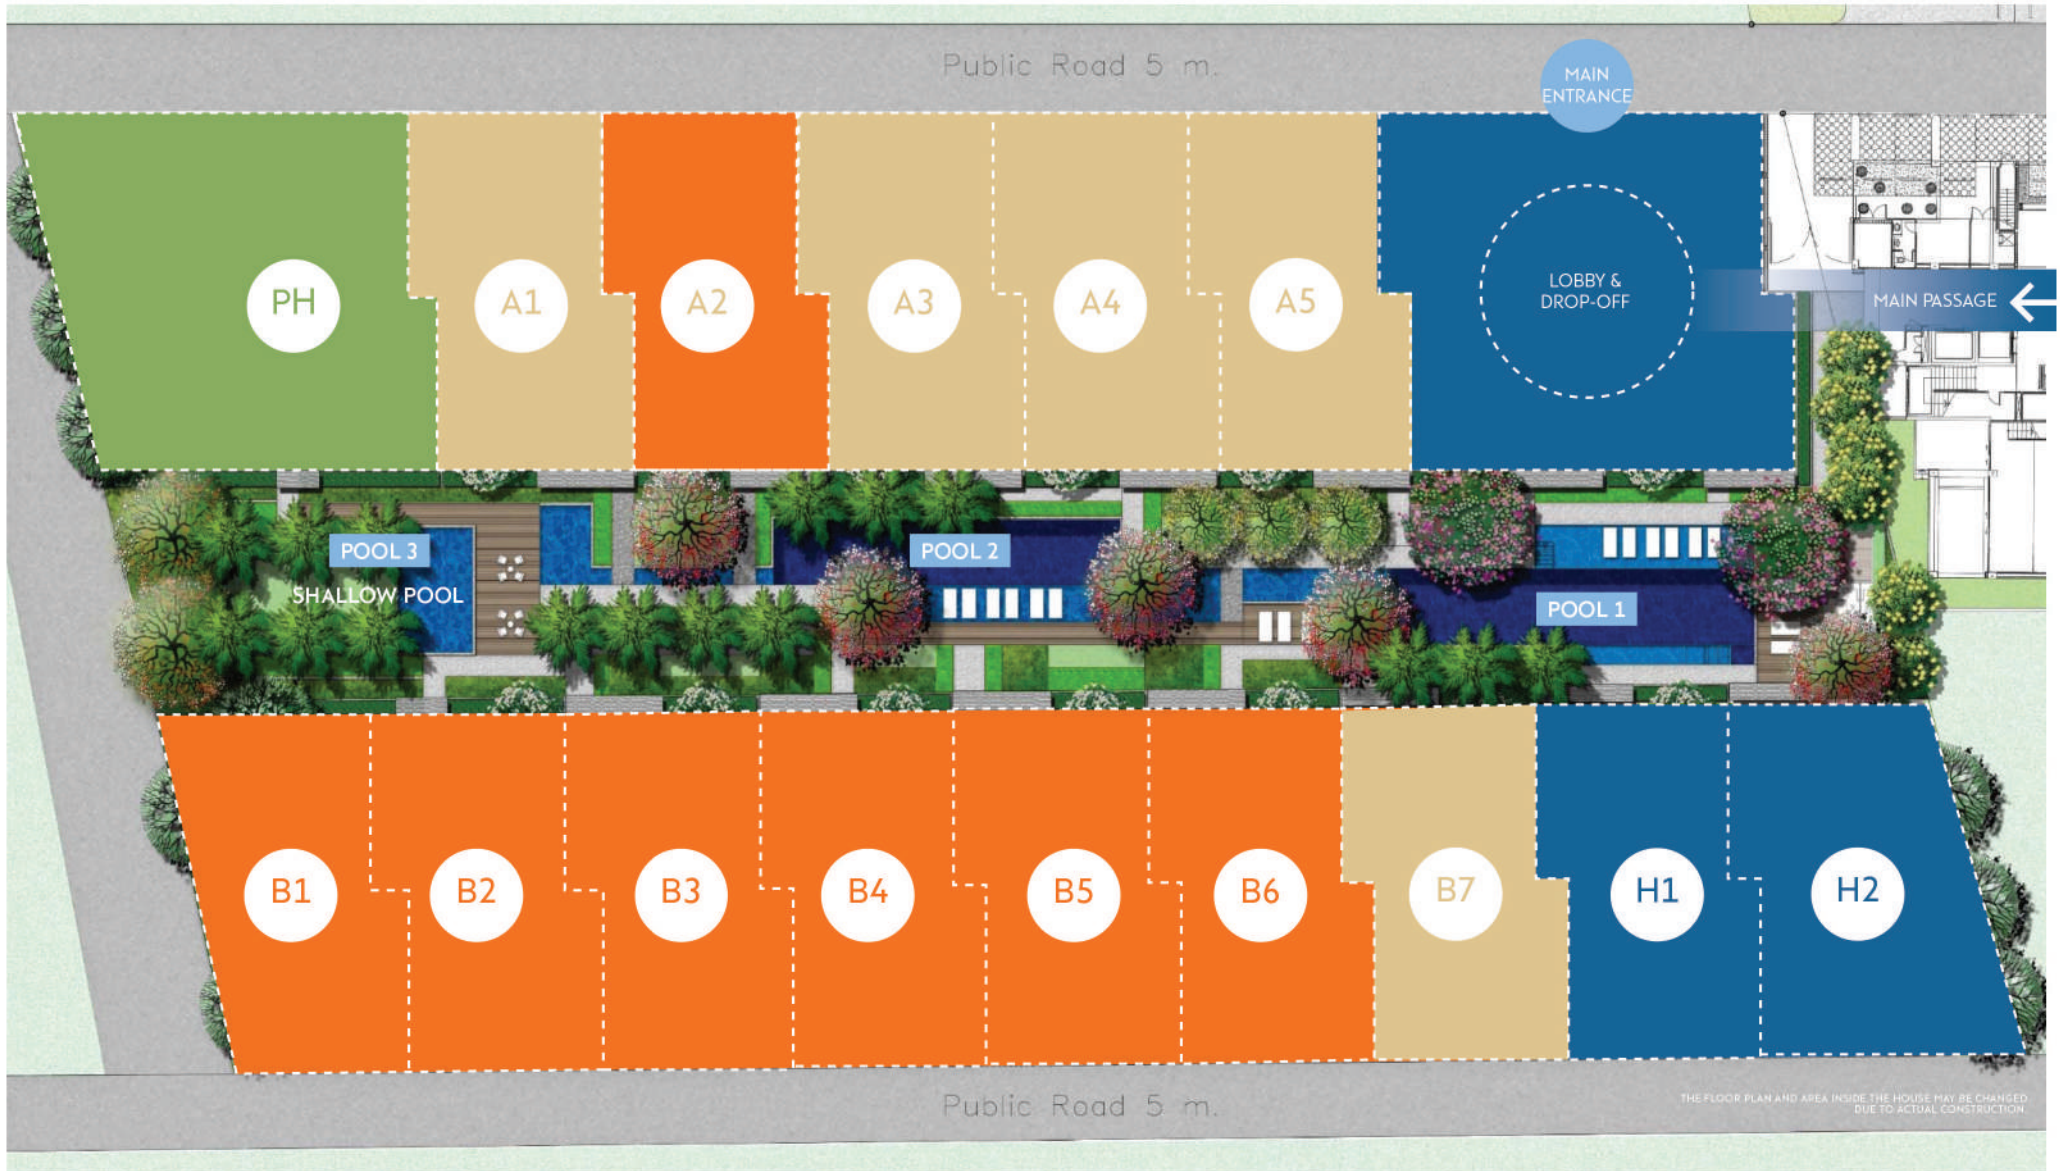 Public Road 5 m.
MAIN
ENTRANCE
PH
A1
A2
A3
A4
A5
LOBBY &
DROP-OFF
MAIN PASSAGE
POOL 3
SHALLOW POOL
POOL 2
POOL 1
B1
B2
B3
B4
B5
B6
B7
H1
H2
Public Road 5 m.
THE FLOOR PLAN AND AREA INSIDE THE HOUSE MAY BE CHANGED
DUE TO ACTUAL CONSTRUCTION.